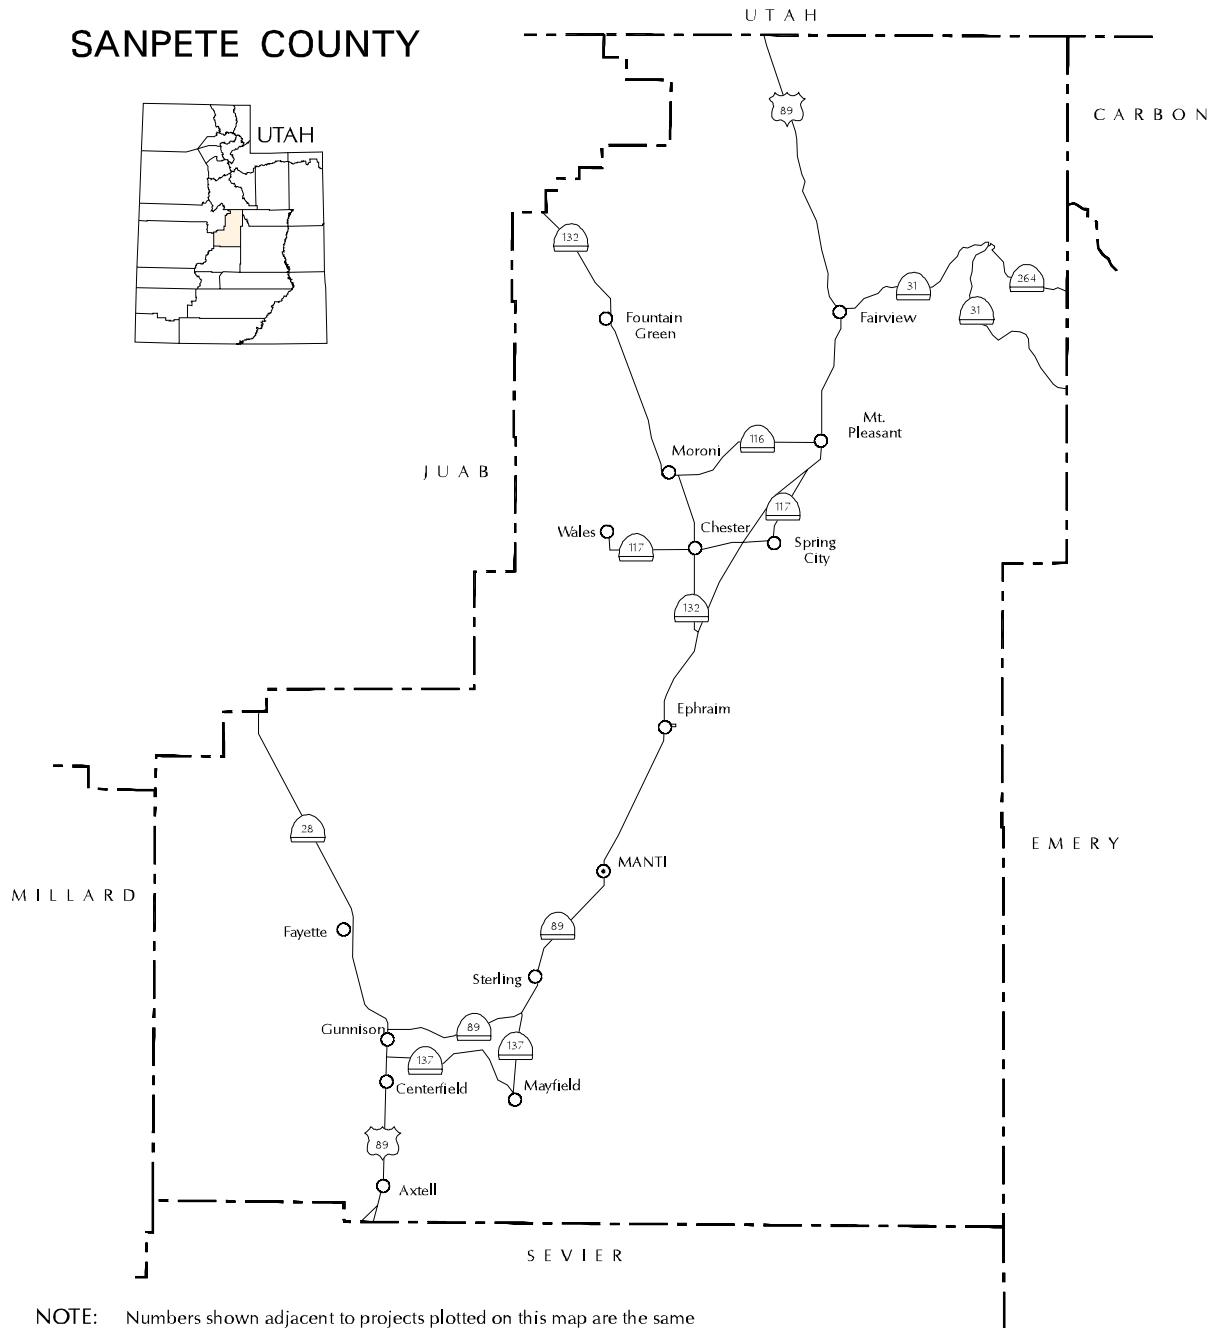 UTAH
SANPETE COUNTY
89
CARBON
UTAH
132
31
264
31
Fountain
Green
Fairview
Mt.
Pleasant
116
Moroni
JUAB
117
Wales
Chester
117
Spring
City
132
Ephraim
28
EMERY
MANTI
MILLARD
89
Fayette
Sterling
Gunnison
89
137
137
Centerfield
Mayfield
89
Axtell
SEVIER
NOTE: Numbers shown adjacent to projects plotted on this map are the same